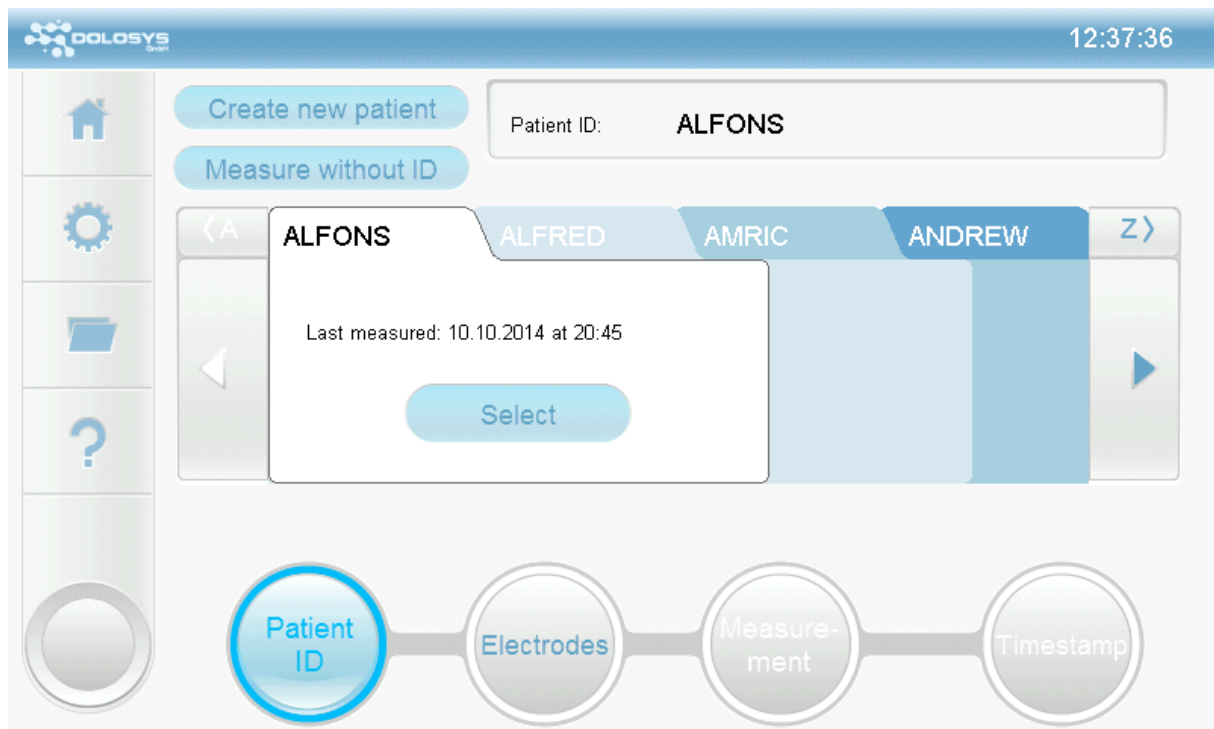 DOLOSYS
GmbH
12:37:36
Create new patient
Patient ID: ALFONS
Measure without ID
〈A ALFONS ALFRED AMRIC ANDREW Z〉
Last measured: 10.10.2014 at 20:45
Select
?
Patient
ID
Electrodes
Measure-
ment
Timestamp